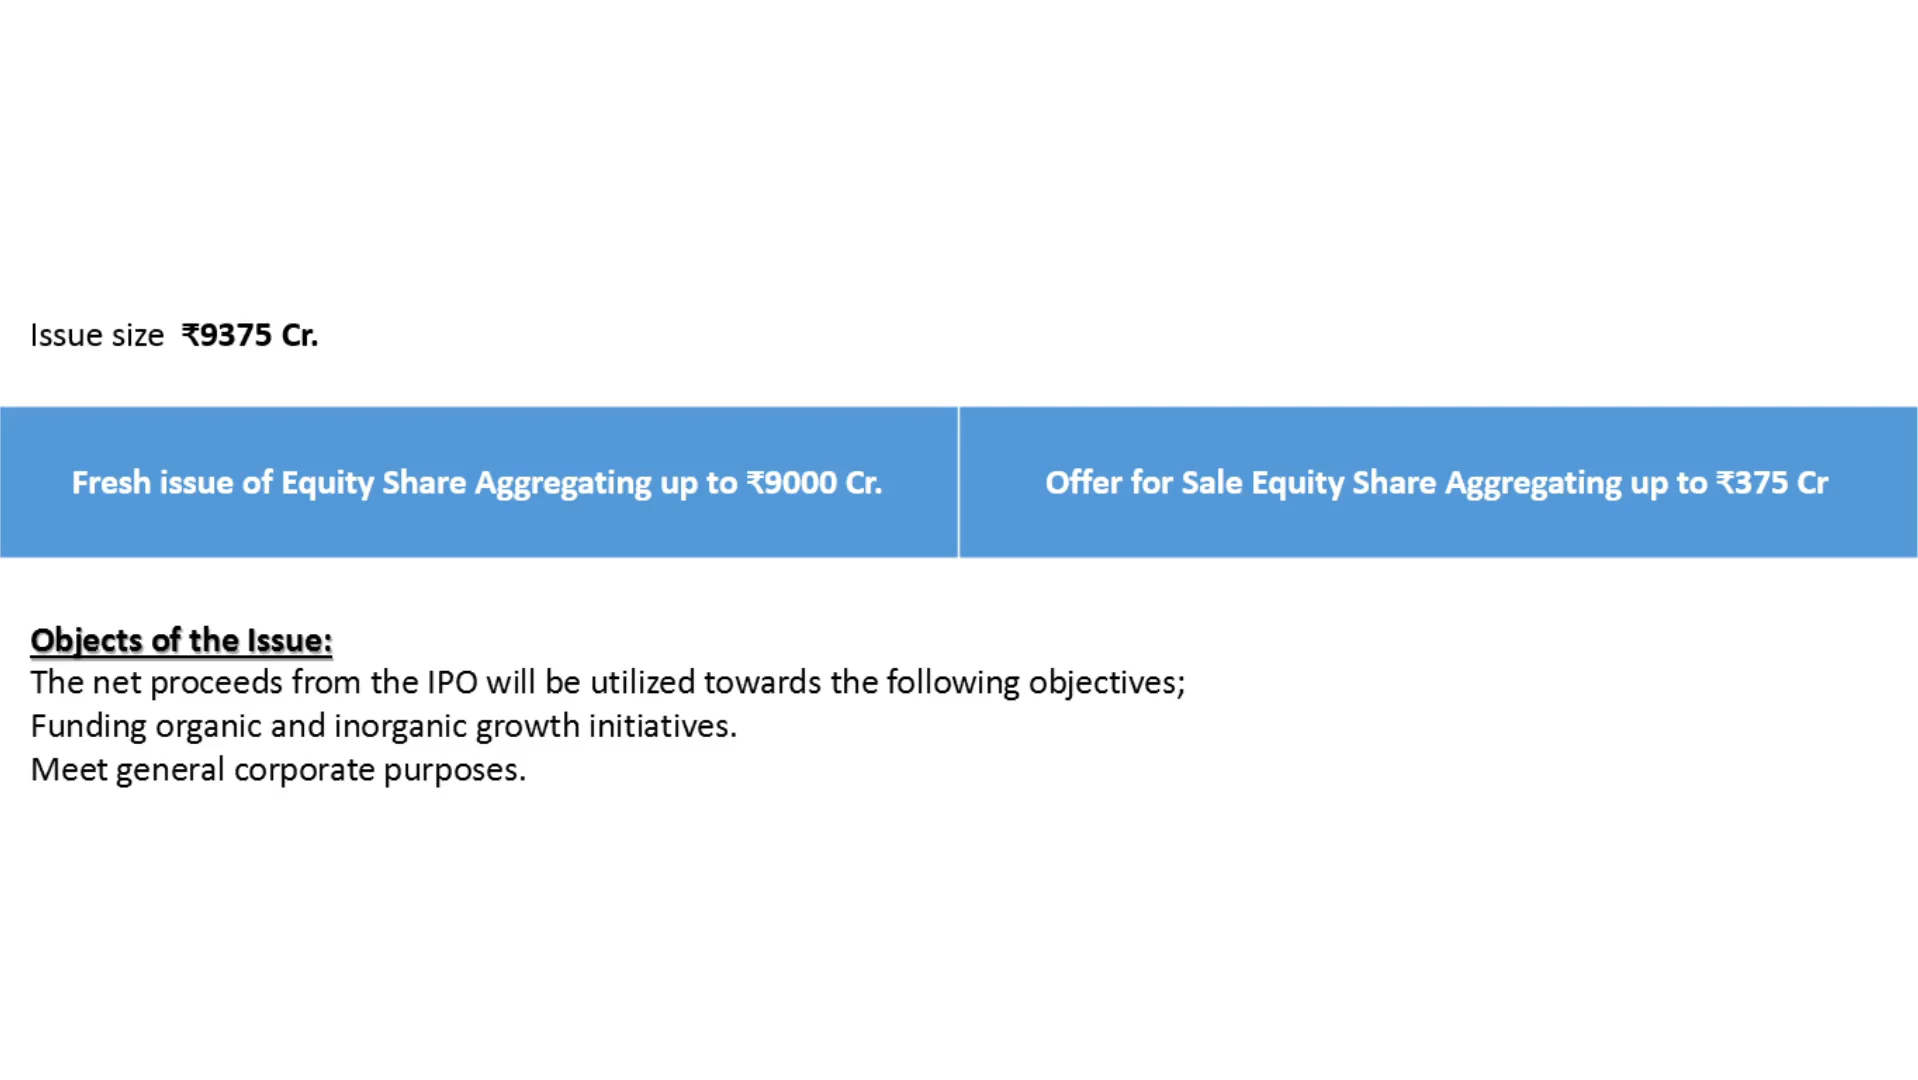 Issue size ₹9375 Cr.
Fresh issue of Equity Share Aggregating up to ₹9000 Cr.
Offer for Sale Equity Share Aggregating up to ₹375 Cr
Objects of the Issue:
The net proceeds from the IPO will be utilized towards the following objectives;
Funding organic and inorganic growth initiatives.
Meet general corporate purposes.